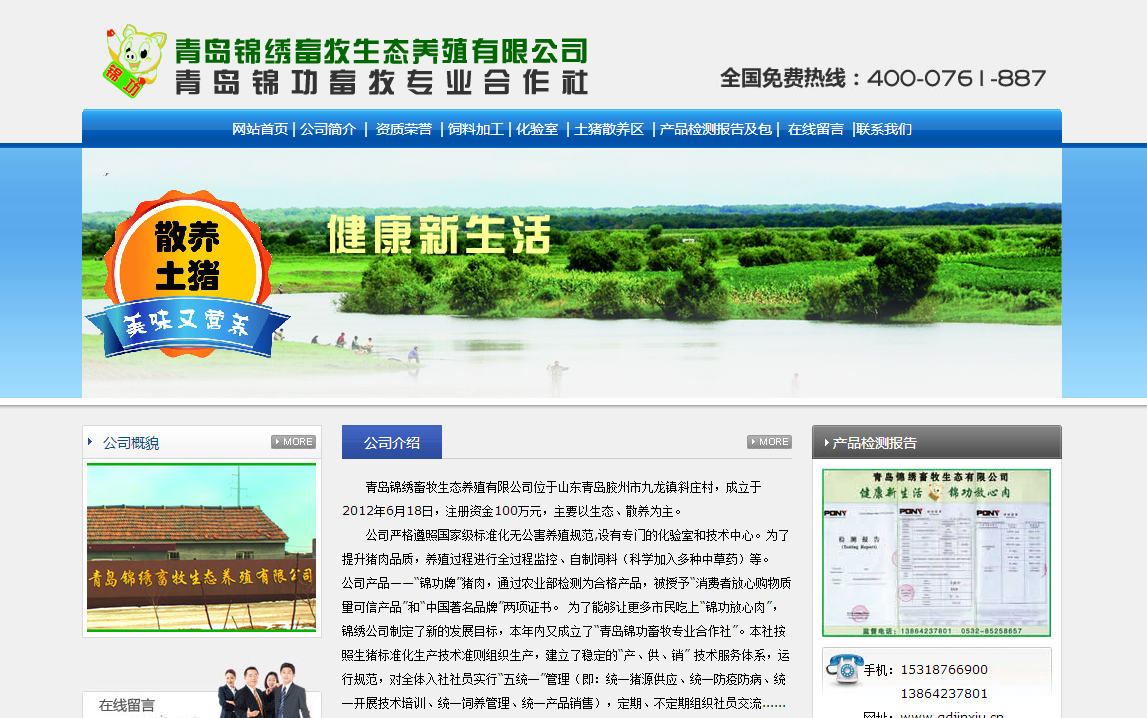 锦功
青岛锦绣畜牧生态养殖有限公司
青岛锦功畜牧专业合作社
全国免费热线：400-0761-887
网站首页 | 公司简介 | 资质荣誉 | 饲料加工 | 化验室 | 土猪散养区 | 产品检测报告及包 | 在线留言 |联系我们
散养
土猪
美味又营养
健康新生活
公司概貌
MORE
青岛锦绣畜牧生态养殖有限公司
在线留言
公司介绍
MORE
青岛锦绣畜牧生态养殖有限公司位于山东青岛胶州市九龙镇斜庄村，成立于
2012年6月18日，注册资金100万元，主要以生态、散养为主。
公司严格遵照国家级标准化无公害养殖规范,设有专门的化验室和技术中心。为了
提升猪肉品质，养殖过程进行全过程监控、自制饲料（科学加入多种中草药）等。
公司产品——“锦功牌”猪肉，通过农业部检测为合格产品，被授予“消费者放心购物质
量可信产品”和“中国著名品牌”两项证书。 为了能够让更多市民吃上“锦功放心肉”，
锦绣公司制定了新的发展目标，本年内又成立了“青岛锦功畜牧专业合作社”。本社按
照生猪标准化生产技术准则组织生产，建立了稳定的“产、供、销” 技术服务体系，运
行规范，对全体入社社员实行“五统一”管理（即：统一猪源供应、统一防疫防病、统
一开展技术培训、统一饲养管理、统一产品销售），定期、不定期组织社员交流......
产品检测报告
青岛锦绣畜牧生态有限公司
健康新生活 锦功放心肉
PONY PONY PONY
检测报告
(Testing Report)
监督电话：13864237801 0532-85258657
手机：15318766900
13864237801
网址：www.qdjinxiu.cn